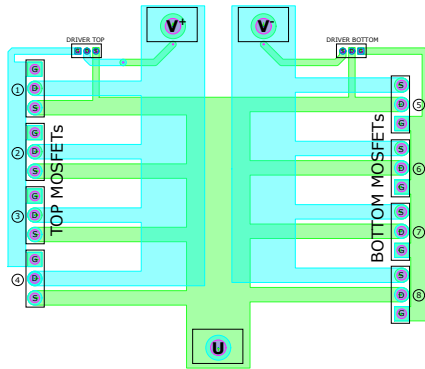 DRIVER TOP
G D S
V+
V-
DRIVER BOTTOM
S D G
TOP MOSFETs
1
G
D
S
2
G
D
S
3
G
D
S
4
G
D
S
BOTTOM MOSFETs
S
D
G
5
S
D
G
6
S
D
G
7
S
D
G
8
U